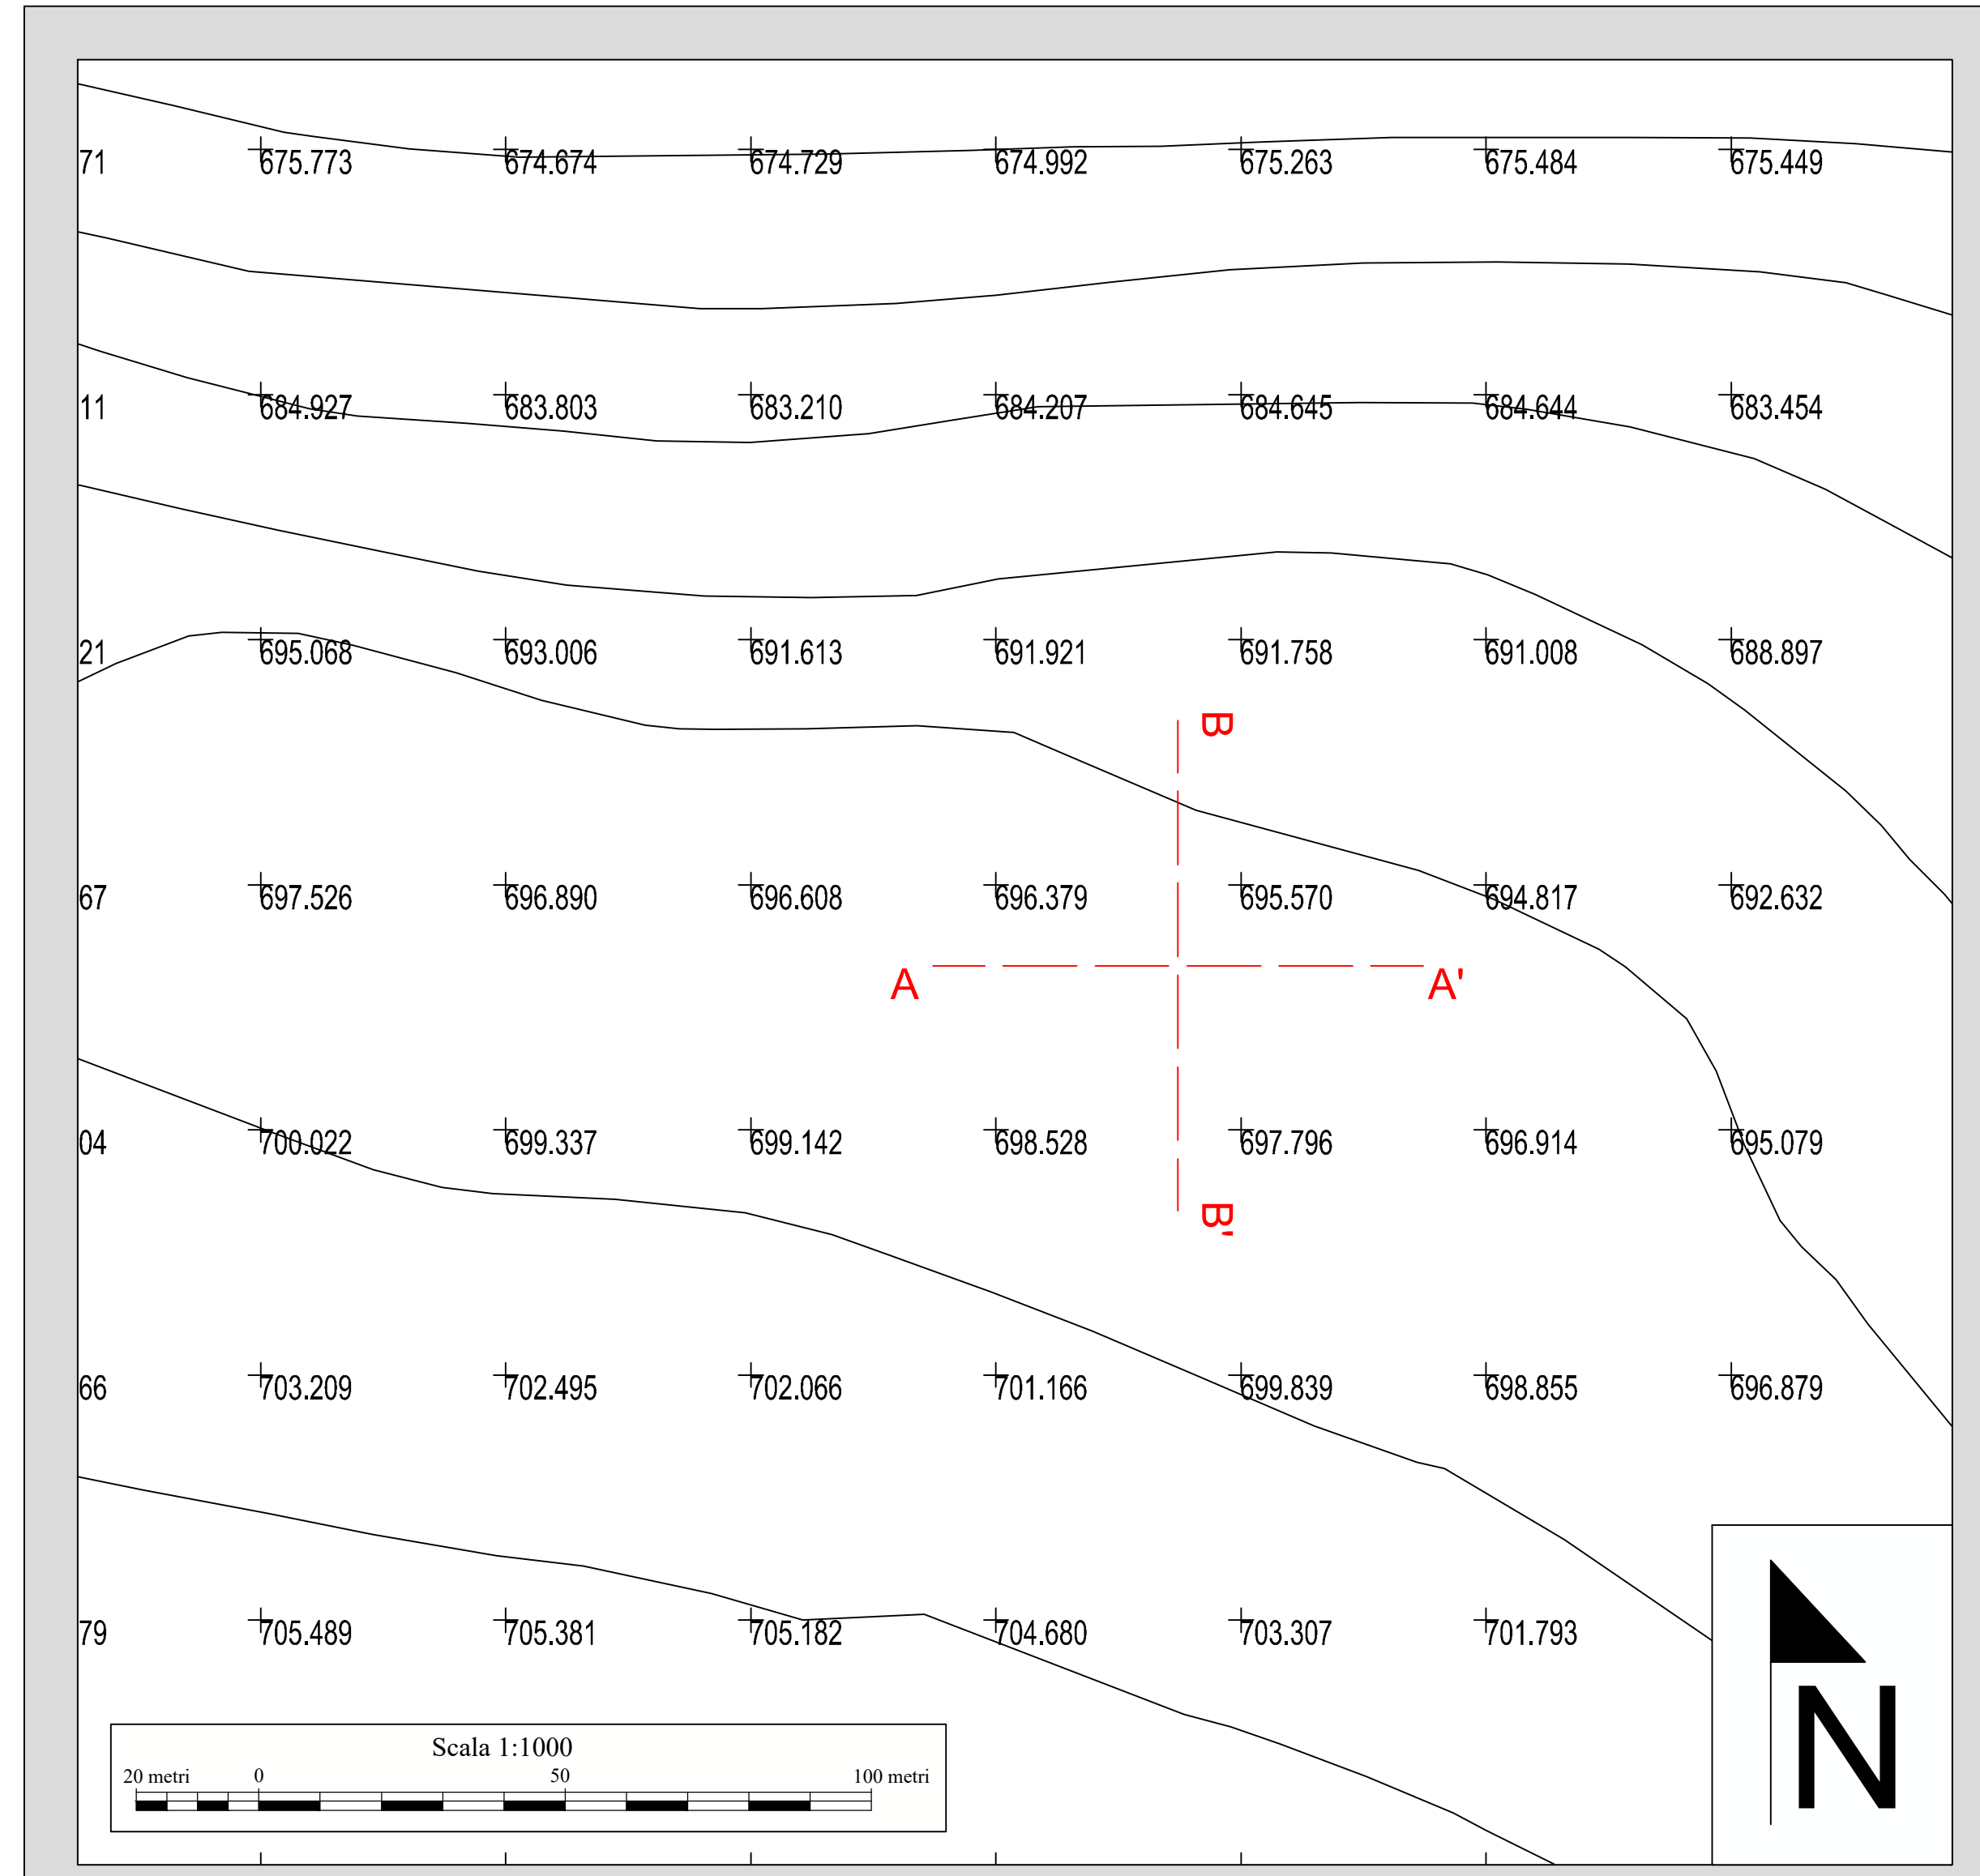 71 675.773 674.674 674.729 674.992 675.263 675.484 675.449
11 684.927 683.803 683.210 684.207 684.645 684.644 683.454
21 695.068 693.006 691.613 691.921 691.758 691.008 688.897
B
67 697.526 696.890 696.608 696.379 695.570 694.817 692.632
A A'
04 700.022 699.337 699.142 698.528 697.796 696.914 695.079
B'
66 703.209 702.495 702.066 701.166 699.839 698.855 696.879
79 705.489 705.381 705.182 704.680 703.307 701.793
N
Scala 1:1000
20 metri 0 50 100 metri